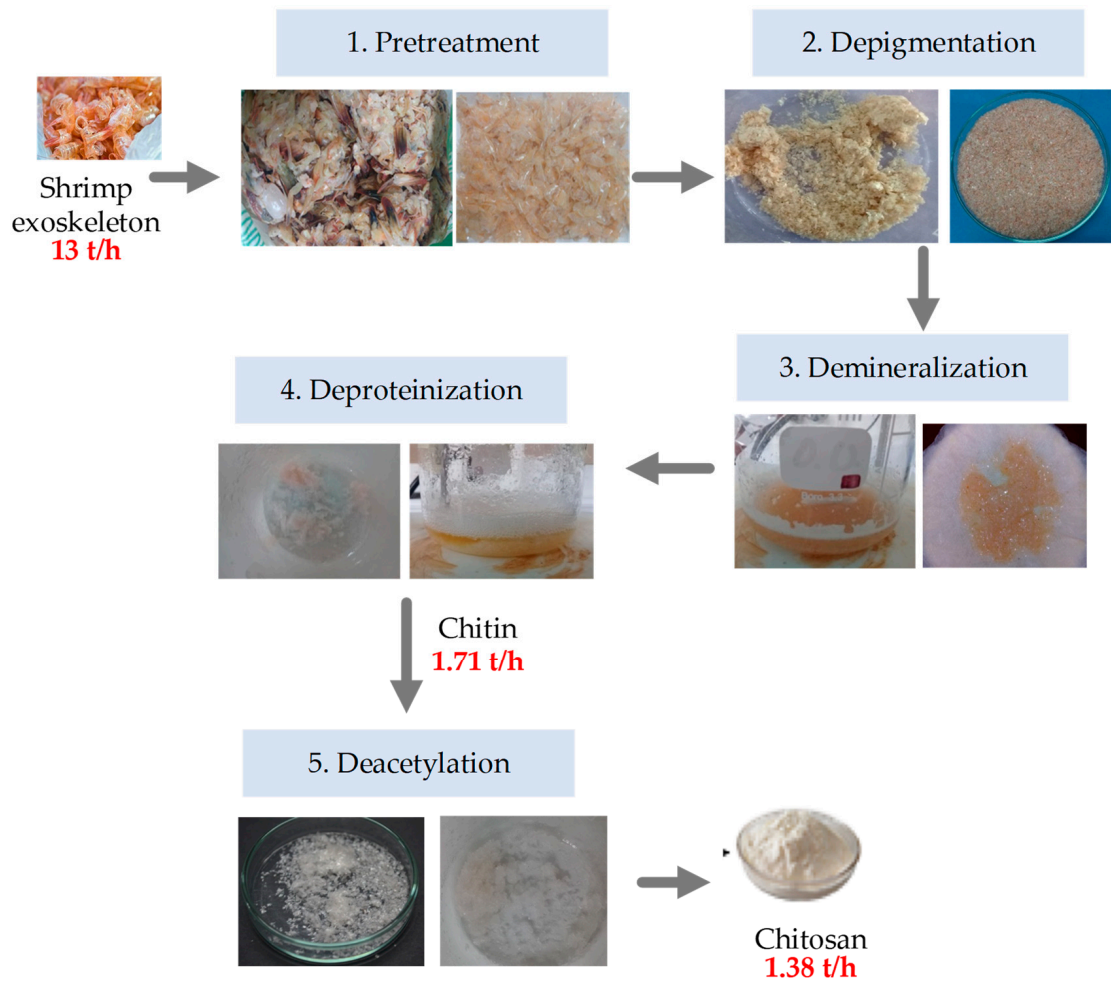 1. Pretreatment
2. Depigmentation
Shrimp
exoskeleton
13 t/h
3. Demineralization
4. Deproteinization
Chitin
1.71 t/h
5. Deacetylation
Chitosan
1.38 t/h